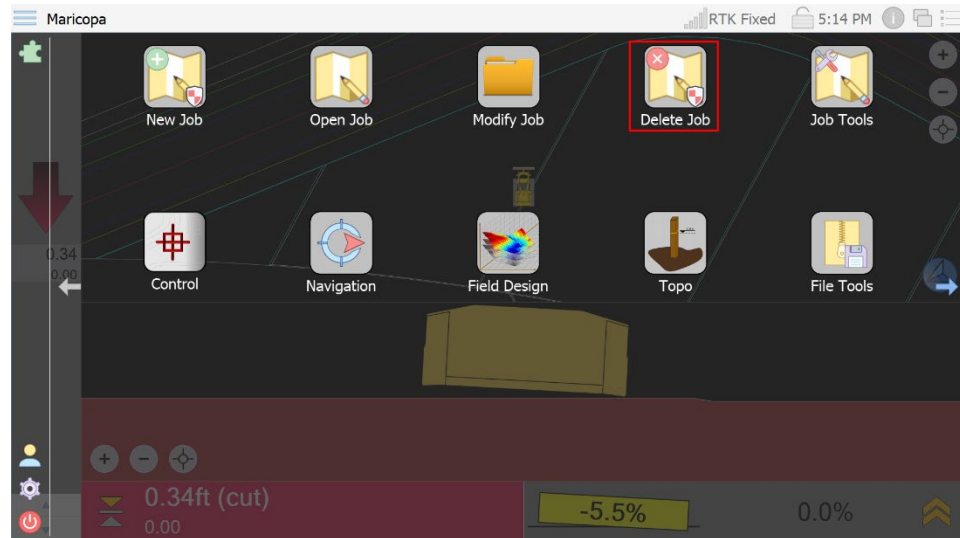 Maricopa
RTK Fixed
5:14 PM
New Job
Open Job
Modify Job
Delete Job
Job Tools
0.34
0.00
Control
Navigation
Field Design
Topo
File Tools
0.34ft (cut)
0.00
-5.5%
0.0%